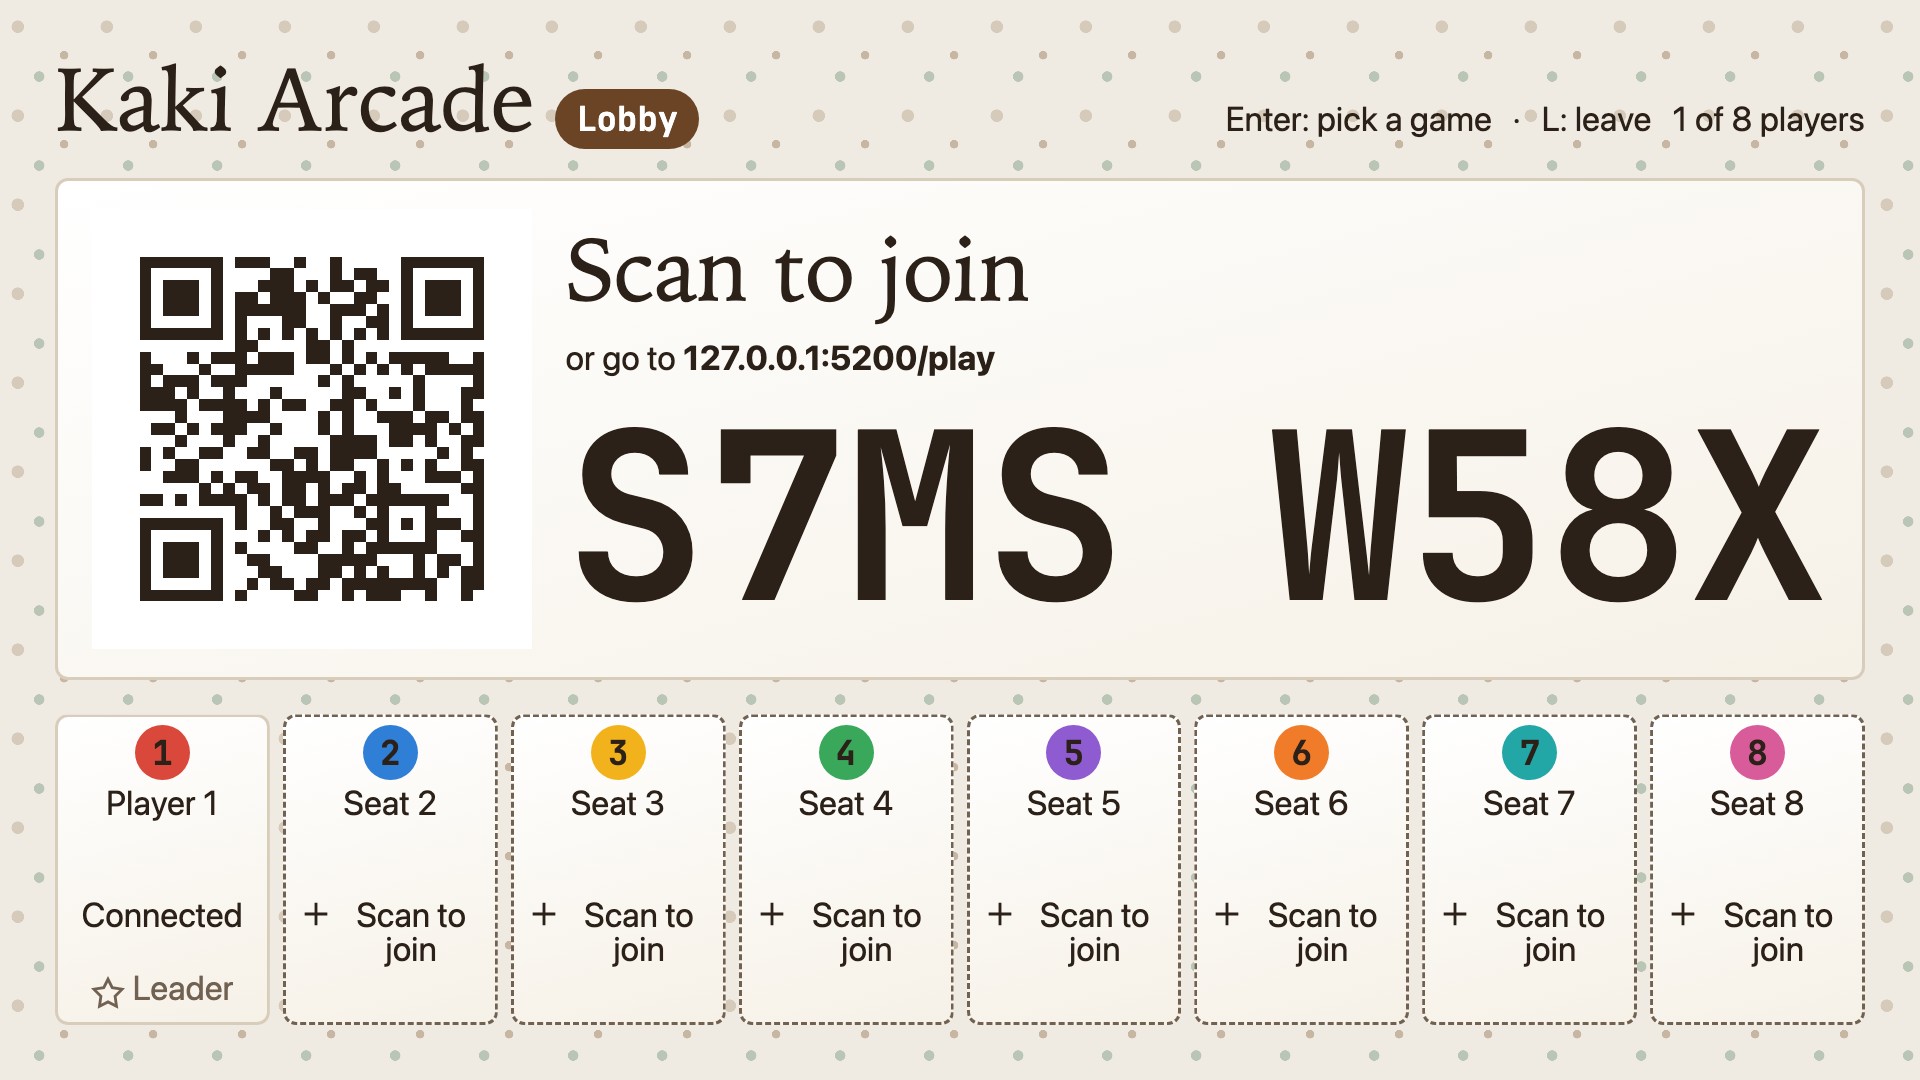 Kaki Arcade
Lobby
Enter: pick a game · L: leave 1 of 8 players
Scan to join
or go to 127.0.0.1:5200/play
S7MS W58X
1
Player 1
Connected
Leader
2
Seat 2
+ Scan to
join
3
Seat 3
+ Scan to
join
4
Seat 4
+ Scan to
join
5
Seat 5
+ Scan to
join
6
Seat 6
+ Scan to
join
7
Seat 7
+ Scan to
join
8
Seat 8
+ Scan to
join